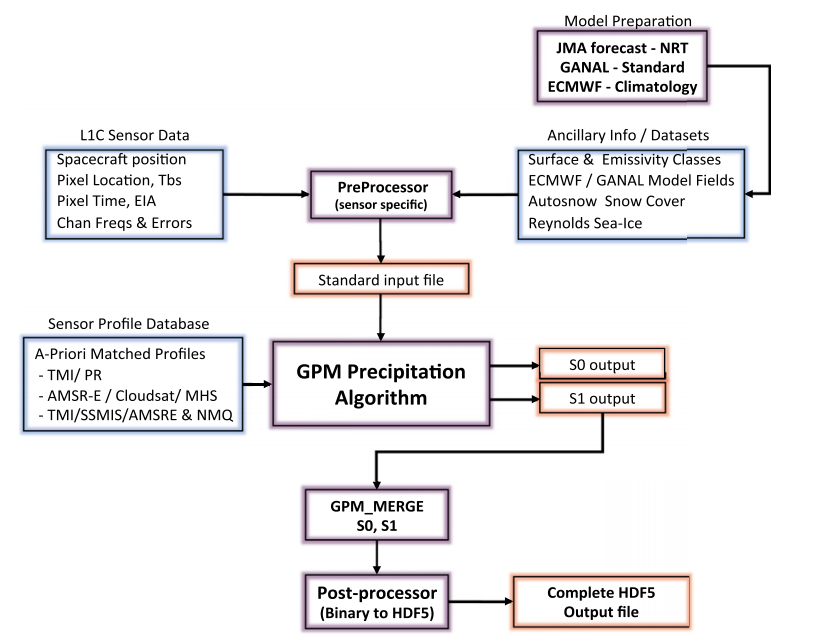 Model Preparation
JMA forecast - NRT
GANAL - Standard
ECMWF - Climatology
L1C Sensor Data
Spacecraft position
Pixel Location, Tbs
Pixel Time, EIA
Chan Freqs & Errors
PreProcessor
(sensor specific)
Ancillary Info / Datasets
Surface & Emissivity Classes
ECMWF / GANAL Model Fields
Autosnow Snow Cover
Reynolds Sea-Ice
Standard input file
Sensor Profile Database
A-Priori Matched Profiles
- TMI/ PR
- AMSR-E / Cloudsat/ MHS
- TMI/SSMIS/AMSRE & NMQ
GPM Precipitation
Algorithm
S0 output
S1 output
GPM_MERGE
S0, S1
Post-processor
(Binary to HDF5)
Complete HDF5
Output file